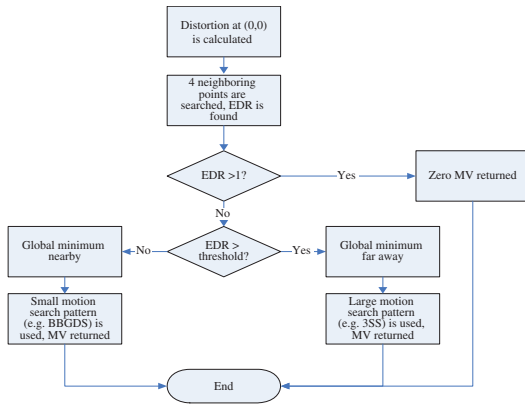 Distortion at (0,0)
is calculated
4 neighboring
points are
searched, EDR is
found
EDR >1?
Yes
Zero MV returned
No
Global minimum
nearby
No
EDR >
threshold?
Yes
Global minimum
far away
Small motion
search pattern
(e.g. BBGDS) is
used, MV returned
Large motion
search pattern
(e.g. 3SS) is used,
MV returned
End